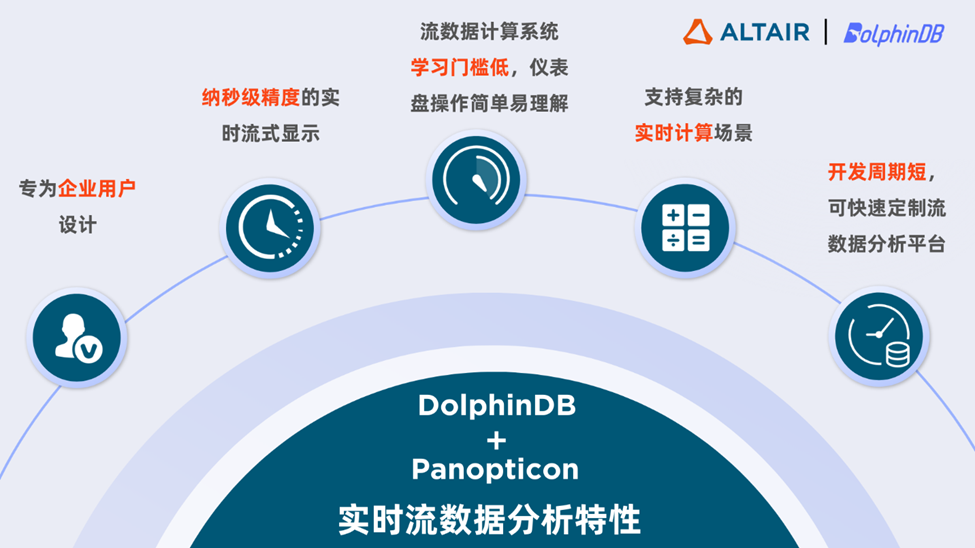 ALTAIR | DolphinDB
流数据计算系统
学习门槛低，仪表
盘操作简单易理解
纳秒级精度的实
时流式显示
支持复杂的
实时计算场景
专为企业用户
设计
开发周期短，
可快速定制流
数据分析平台
V
DolphinDB
+
Panopticon
实时流数据分析特性